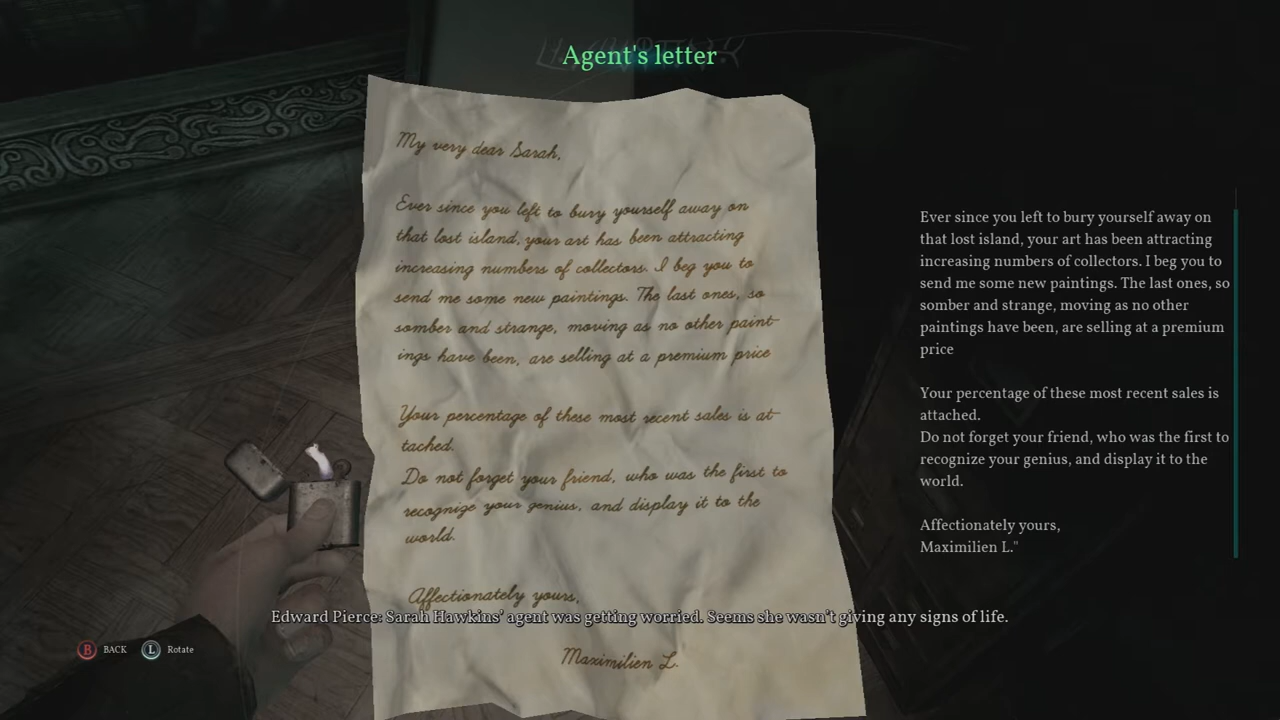 Agent's letter
My very dear Sarah,
Ever since you left to bury yourself away on
that lost island, your art has been attracting
increasing numbers of collectors. I beg you to
send me some new paintings. The last ones, so
somber and strange, moving as no other paint-
ings have been, are selling at a premium price
Your percentage of these most recent sales is at-
tached.
Do not forget your friend, who was the first to
recognize your genius, and display it to the
world.
Affectionately yours,
Maximilien L.
Ever since you left to bury yourself away on
that lost island, your art has been attracting
increasing numbers of collectors. I beg you to
send me some new paintings. The last ones, so
somber and strange, moving as no other
paintings have been, are selling at a premium
price
Your percentage of these most recent sales is
attached.
Do not forget your friend, who was the first to
recognize your genius, and display it to the
world.
Affectionately yours,
Maximilien L."
Edward Pierce: Sarah Hawkins' agent was getting worried. Seems she wasn't giving any signs of life.
B BACK L Rotate